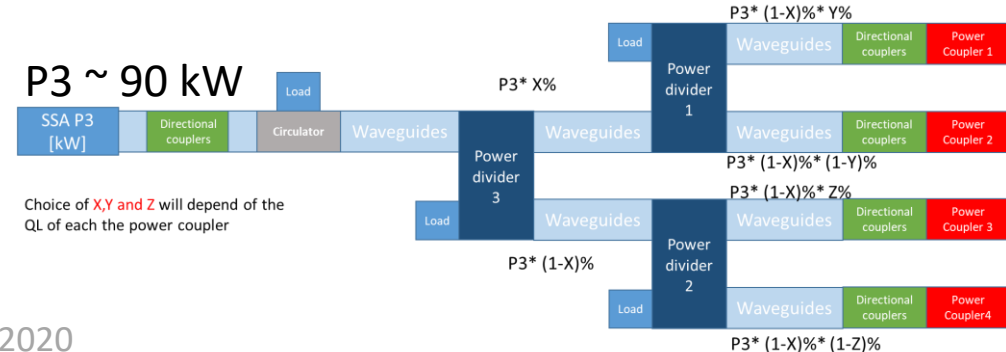 P3* (1-X)%* Y%
Load
Waveguides
Directional
couplers
Power
Coupler 1
P3 ~ 90 kW
Load
P3* X%
Power
divider
1
SSA P3
[kW]
Directional
couplers
Circulator
Waveguides
Waveguides
Waveguides
Directional
couplers
Power
Coupler 2
Power
divider
3
P3* (1-X)%* (1-Y)%
P3* (1-X)%* Z%
Choice of X,Y and Z will depend of the
QL of each the power coupler
Load
Waveguides
Waveguides
Directional
couplers
Power
Coupler 3
P3* (1-X)%
Power
divider
2
Load
Waveguides
Directional
couplers
Power
Coupler4
2020
P3* (1-X)%* (1-Z)%